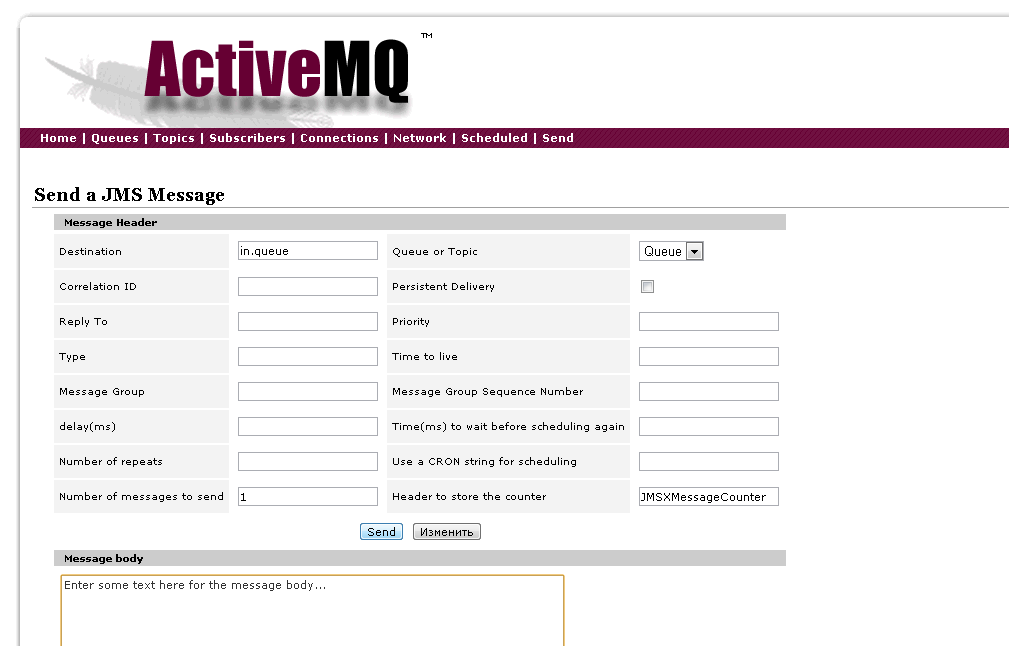 ActiveMQ ™
Home | Queues | Topics | Subscribers | Connections | Network | Scheduled | Send
Send a JMS Message
Message Header
Destination in.queue Queue or Topic Queue
Correlation ID Persistent Delivery
Reply To Priority
Type Time to live
Message Group Message Group Sequence Number
delay(ms) Time(ms) to wait before scheduling again
Number of repeats Use a CRON string for scheduling
Number of messages to send 1 Header to store the counter JMSXMessageCounter
Send Изменить
Message body
Enter some text here for the message body...